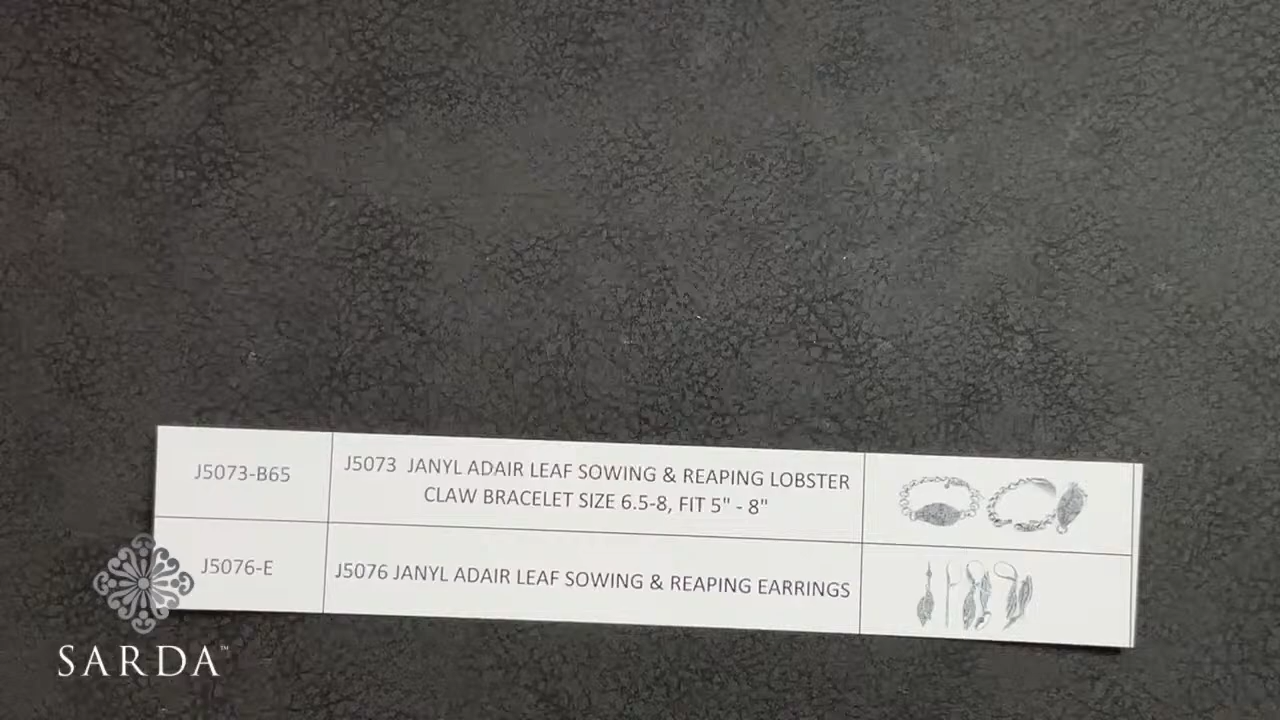 J5073-B65
J5073 JANYL ADAIR LEAF SOWING & REAPING LOBSTER
CLAW BRACELET SIZE 6.5-8, FIT 5" - 8"
J5076-E
J5076 JANYL ADAIR LEAF SOWING & REAPING EARRINGS
SARDA™